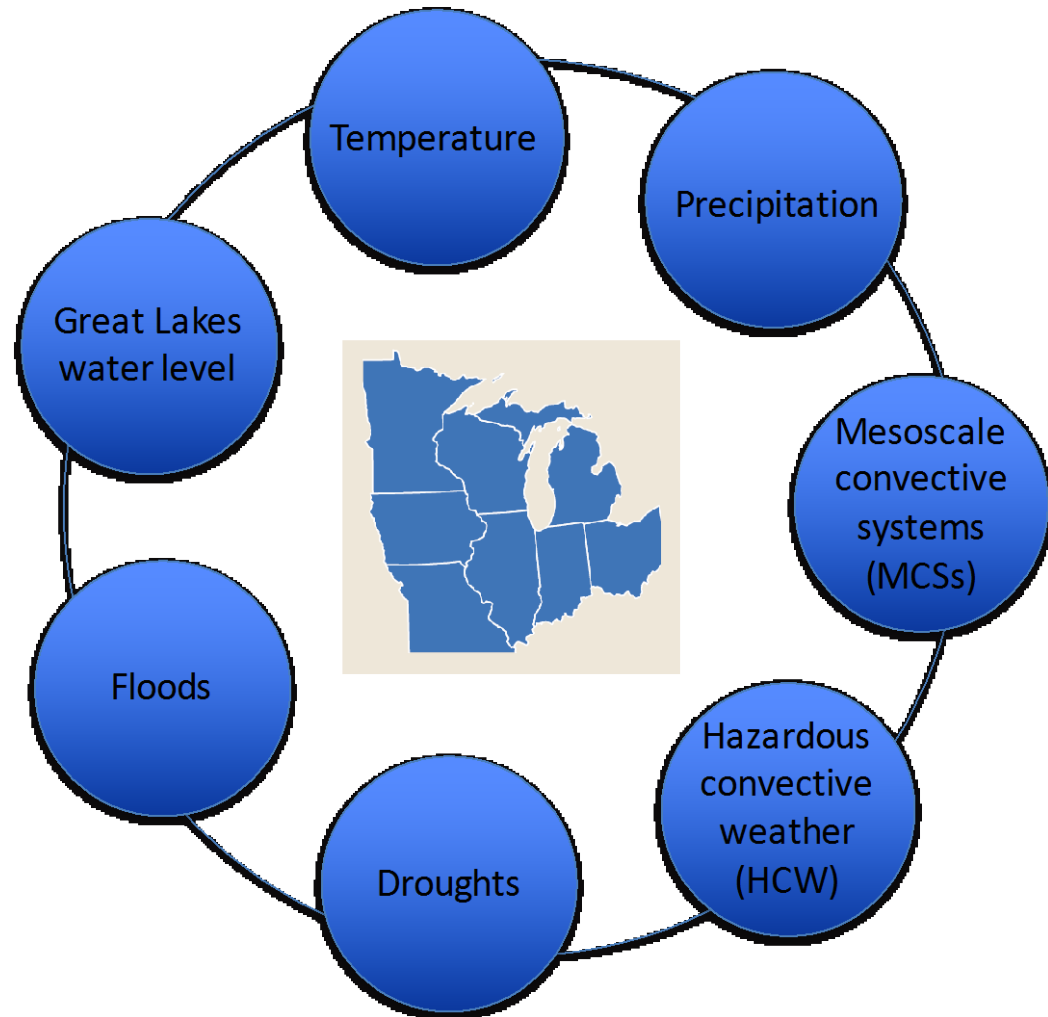 Temperature
Precipitation
Mesoscale
convective
systems
(MCSs)
Hazardous
convective
weather
(HCW)
Droughts
Floods
Great Lakes
water level